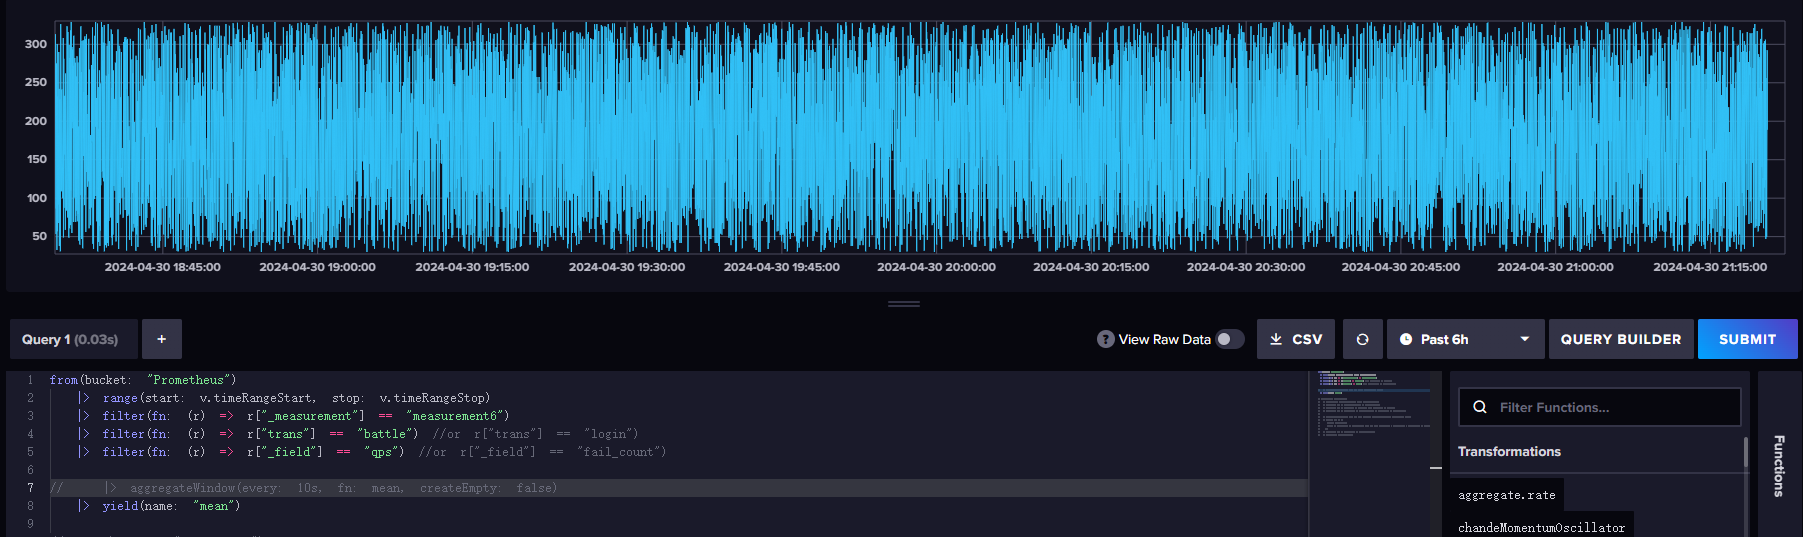 300
250
200
150
100
50
2024-04-30 18:45:00 2024-04-30 19:00:00 2024-04-30 19:15:00 2024-04-30 19:30:00 2024-04-30 19:45:00 2024-04-30 20:00:00 2024-04-30 20:15:00 2024-04-30 20:30:00 2024-04-30 20:45:00 2024-04-30 21:00:00 2024-04-30 21:15:00
Query 1 (0.03s) + ? View Raw Data CSV Past 6h QUERY BUILDER SUBMIT
1 from(bucket: "Prometheus")
2 |> range(start: v.timeRangeStart, stop: v.timeRangeStop)
3 |> filter(fn: (r) => r["_measurement"] == "measurement6")
4 |> filter(fn: (r) => r["trans"] == "battle") //or r["trans"] == "login")
5 |> filter(fn: (r) => r["_field"] == "qps") //or r["_field"] == "fail_count")
6
7 // |> aggregateWindow(every: 10s, fn: mean, createEmpty: false)
8 |> yield(name: "mean")
9
Filter Functions...
Transformations
aggregate.rate
chandeMomentumOscillator
Functions